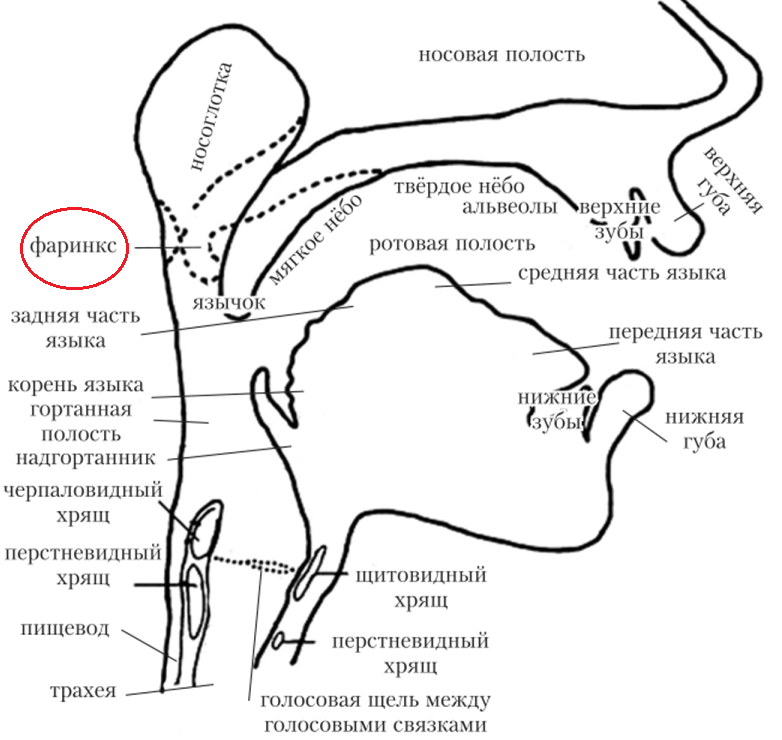 носовая полость
носоглотка
верхняя
губа
твёрдое нёбо
альвеолы
верхние
зубы
мягкое нёбо
фаринкс
ротовая полость
средняя часть языка
язычок
задняя часть
языка
передняя часть
языка
корень языка
гортанная
полость
надгортанник
нижние
зубы
нижняя
губа
черпаловидный
хрящ
перстневидный
хрящ
щитовидный
хрящ
пищевод
перстневидный
хрящ
трахея
голосовая щель между
голосовыми связками